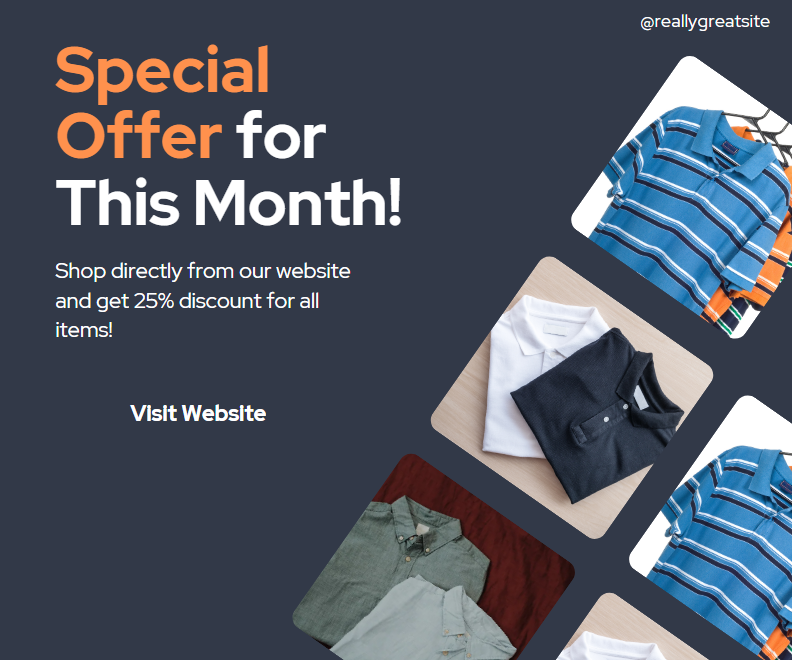 @reallygreatsite
Special
Offer for
This Month!
Shop directly from our website
and get 25% discount for all
items!
Visit Website